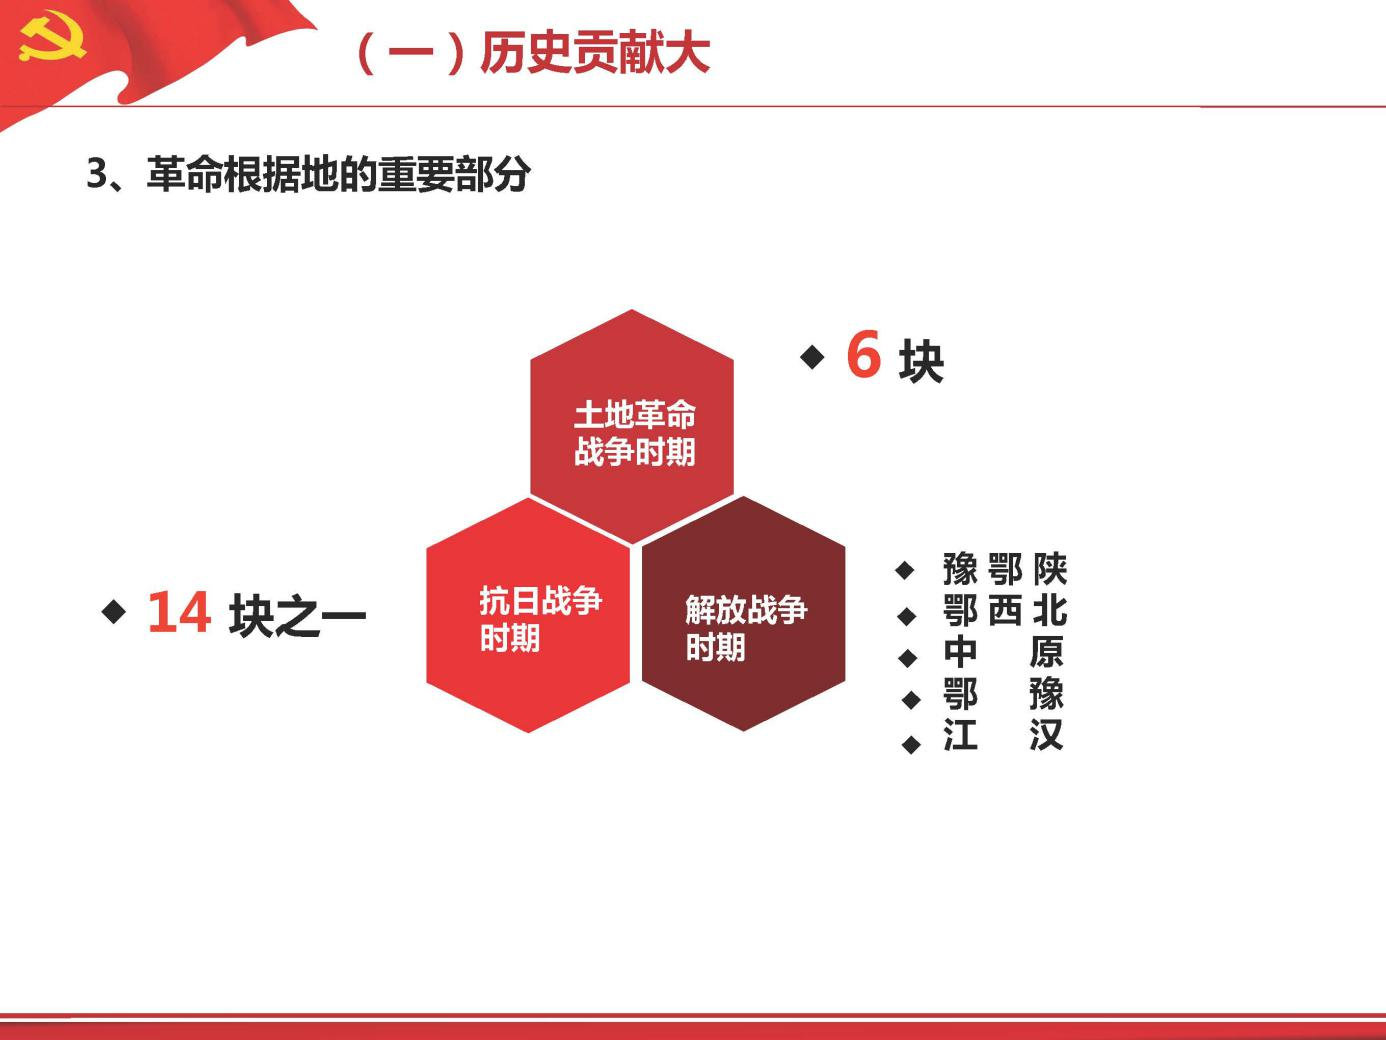 （一）历史贡献大
3、革命根据地的重要部分
◆ 6 块
土地革命
战争时期
抗日战争
时期
解放战争
时期
◆ 14 块之一
◆ 豫 鄂 陕
◆ 鄂 西 北
◆ 中 原
◆ 鄂 豫
◆ 江 汉